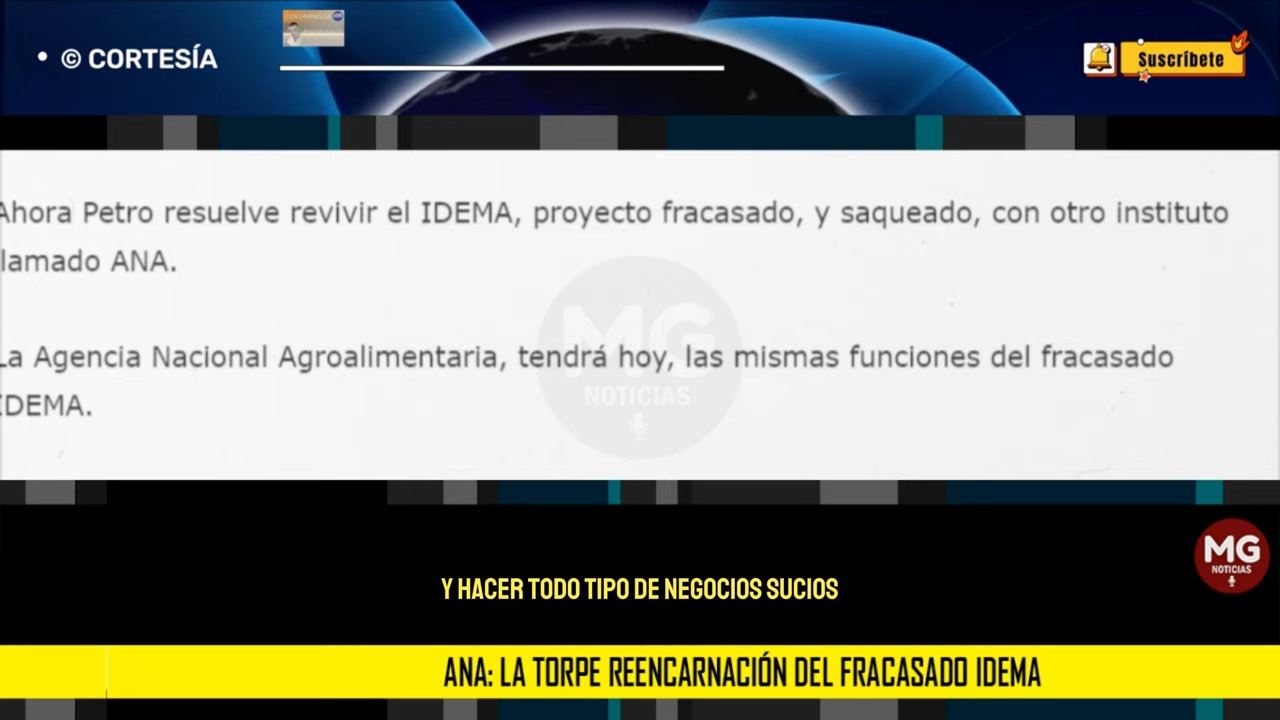 COLUMNISTA
• © CORTESÍA
Suscríbete
Ahora Petro resuelve revivir el IDEMA, proyecto fracasado, y saqueado, con otro instituto
lamado ANA.
La Agencia Nacional Agroalimentaria, tendrá hoy, las mismas funciones del fracasado
IDEMA.
MG
NOTICIAS
MG
NOTICIAS
Y HACER TODO TIPO DE NEGOCIOS SUCIOS
ANA: LA TORPE REENCARNACIÓN DEL FRACASADO IDEMA